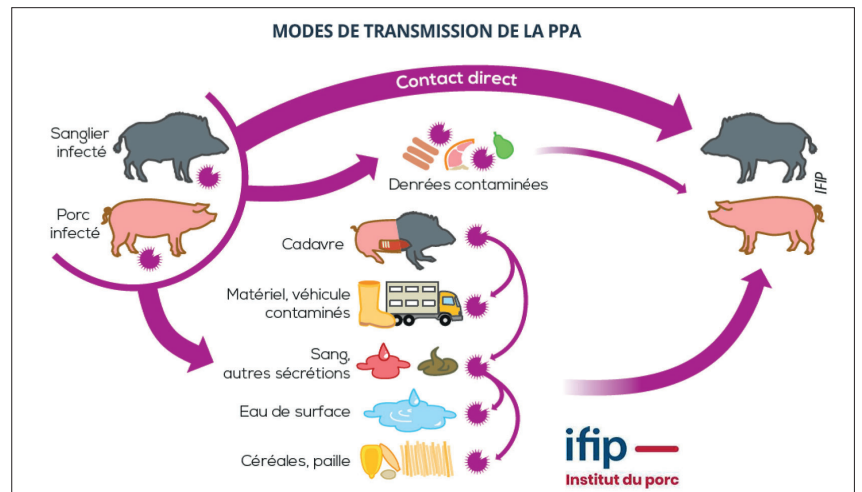 MODES DE TRANSMISSION DE LA PPA
Contact direct
Sanglier
infecté
Denrées contaminées
IFIP
Porc
infecté
Cadavre
Matériel, véhicule
contaminés
Sang,
autres sécrétions
Eau de surface
Céréales, paille
ifip
Institut du porc